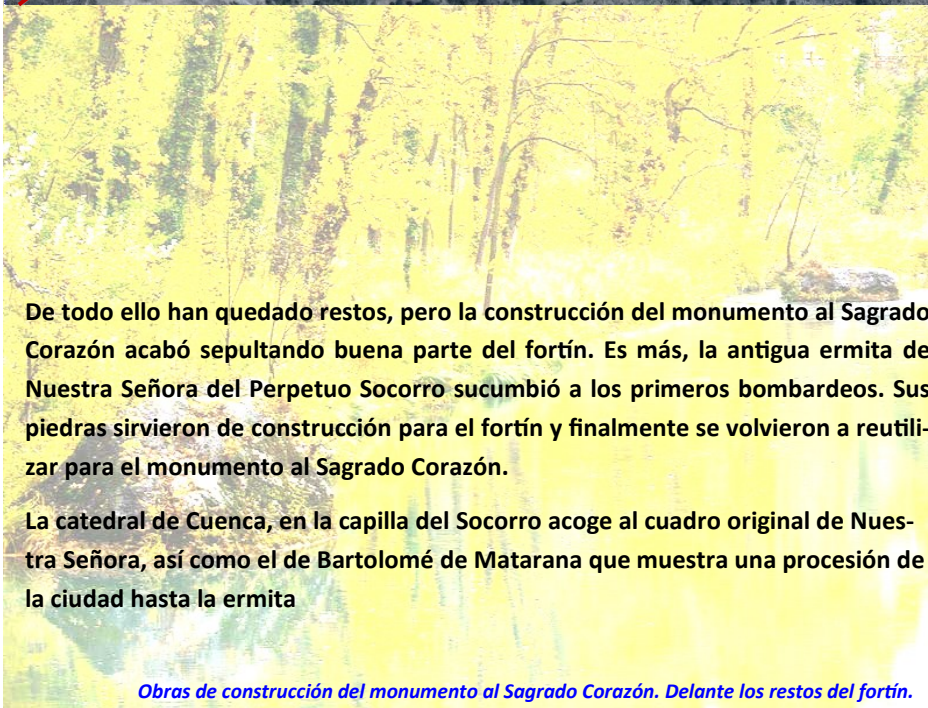 De todo ello han quedado restos, pero la construcción del monumento al Sagrado
Corazón acabó sepultando buena parte del fortín. Es más, la antigua ermita de
Nuestra Señora del Perpetuo Socorro sucumbió a los primeros bombardeos. Sus
piedras sirvieron de construcción para el fortín y finalmente se volvieron a reutili-
zar para el monumento al Sagrado Corazón.
La catedral de Cuenca, en la capilla del Socorro acoge al cuadro original de Nues-
tra Señora, así como el de Bartolomé de Matarana que muestra una procesión de
la ciudad hasta la ermita
Obras de construcción del monumento al Sagrado Corazón. Delante los restos del fortín.